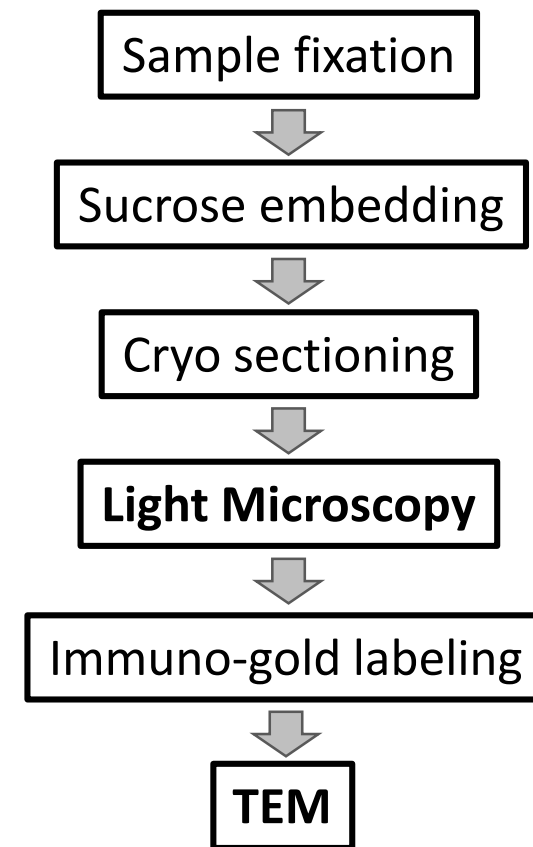 Sample fixation
Sucrose embedding
Cryo sectioning
Light Microscopy
Immuno-gold labeling
TEM